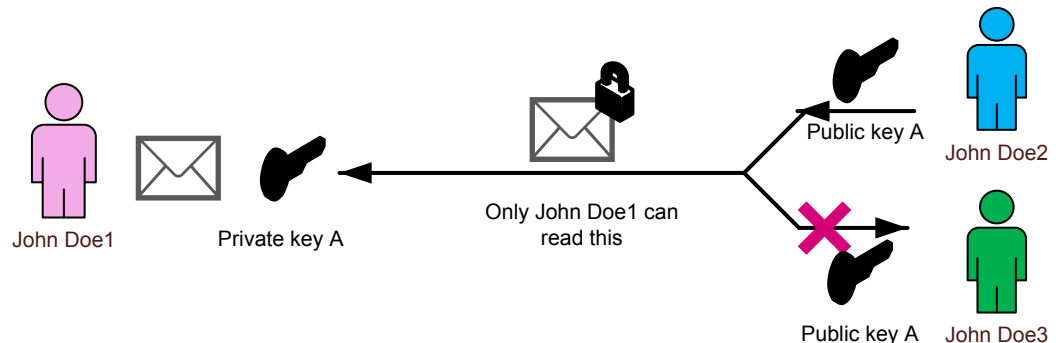 Public key A
John Doe2
Only John Doe1 can
read this
John Doe1
Private key A
Public key A
John Doe3